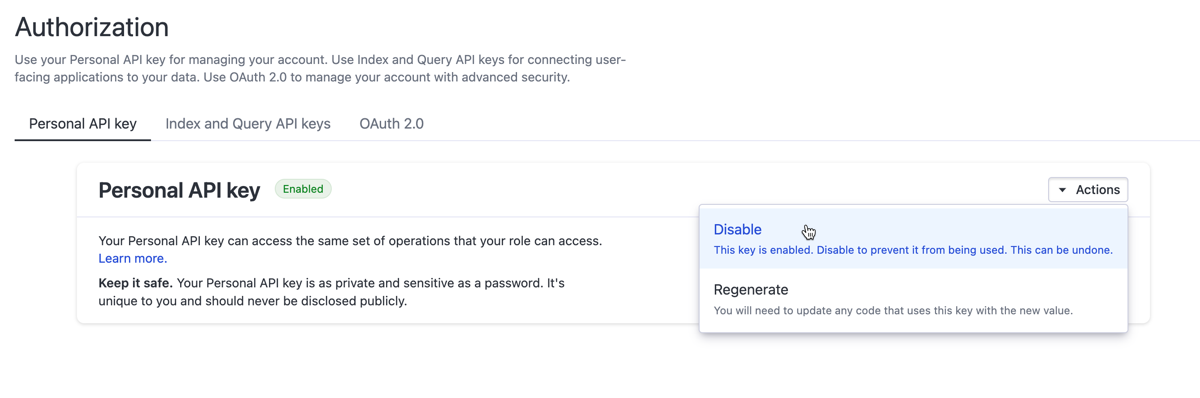 Authorization
Use your Personal API key for managing your account. Use Index and Query API keys for connecting user-
facing applications to your data. Use OAuth 2.0 to manage your account with advanced security.
Personal API key
Index and Query API keys
OAuth 2.0
Personal API key
Enabled
Actions
Your Personal API key can access the same set of operations that your role can access.
Learn more.
Keep it safe. Your Personal API key is as private and sensitive as a password. It's
unique to you and should never be disclosed publicly.
Disable
This key is enabled. Disable to prevent it from being used. This can be undone.
Regenerate
You will need to update any code that uses this key with the new value.